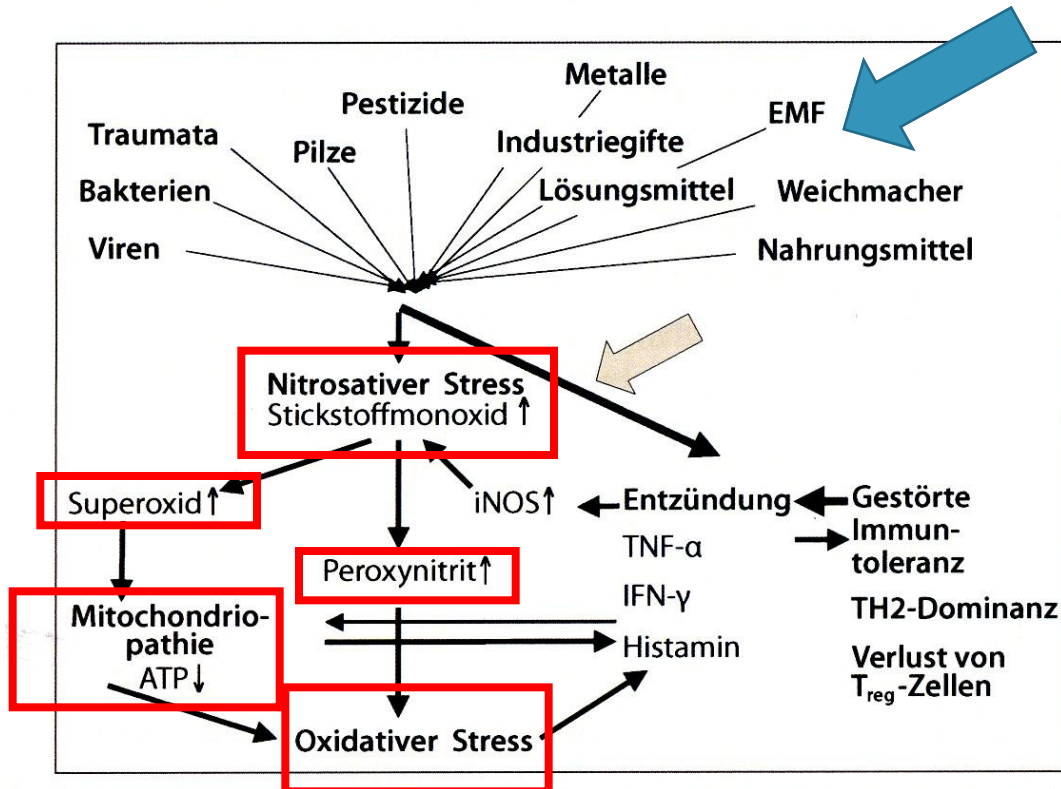 Metalle
Pestizide
EMF
Traumata
Pilze
Industriegifte
Bakterien
Lösungsmittel
Weichmacher
Viren
Nahrungsmittel
Nitrosativer Stress
Stickstoffmonoxid ↑
Superoxid ↑
iNOS ↑
Entzündung
Gestörte
Immun-
toleranz
TNF-α
Peroxynitrit ↑
IFN-γ
TH2-Dominanz
Mitochondrio-
pathie
ATP ↓
Histamin
Verlust von
Treg-Zellen
Oxidativer Stress